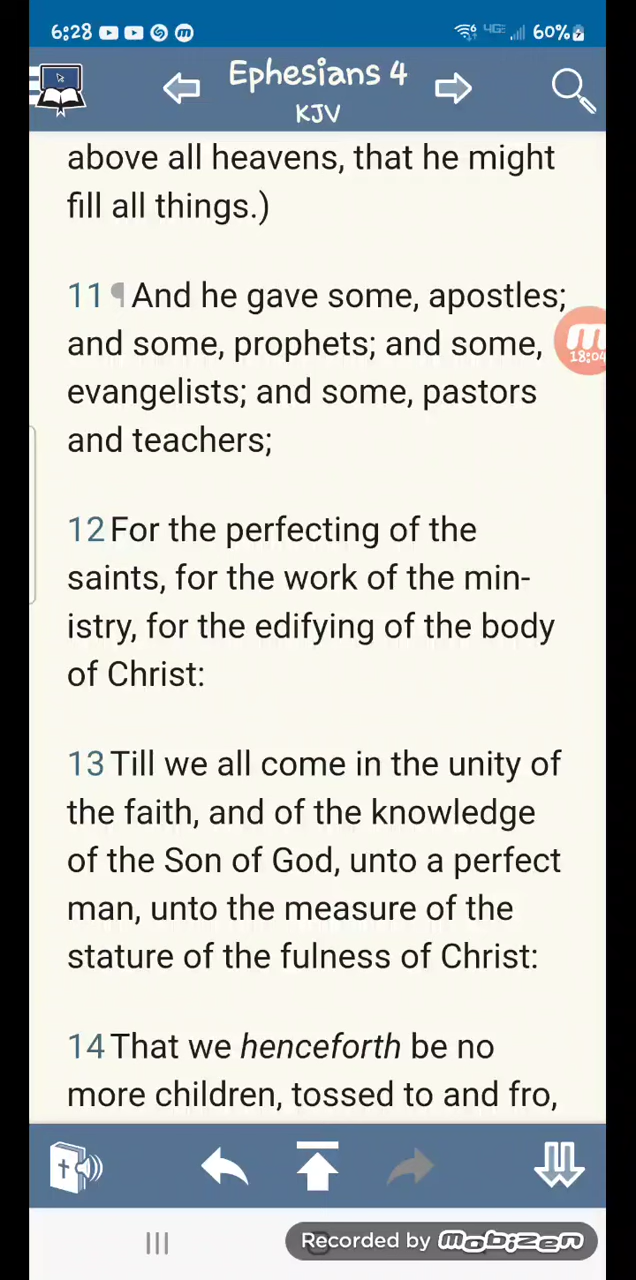 6:28 60%
Ephesians 4
KJV
above all heavens, that he might
fill all things.)
11 ¶ And he gave some, apostles;
and some, prophets; and some,
evangelists; and some, pastors
and teachers;
18:04
12 For the perfecting of the
saints, for the work of the min-
istry, for the edifying of the body
of Christ:
13 Till we all come in the unity of
the faith, and of the knowledge
of the Son of God, unto a perfect
man, unto the measure of the
stature of the fulness of Christ:
14 That we henceforth be no
more children, tossed to and fro,
Recorded by mobizen